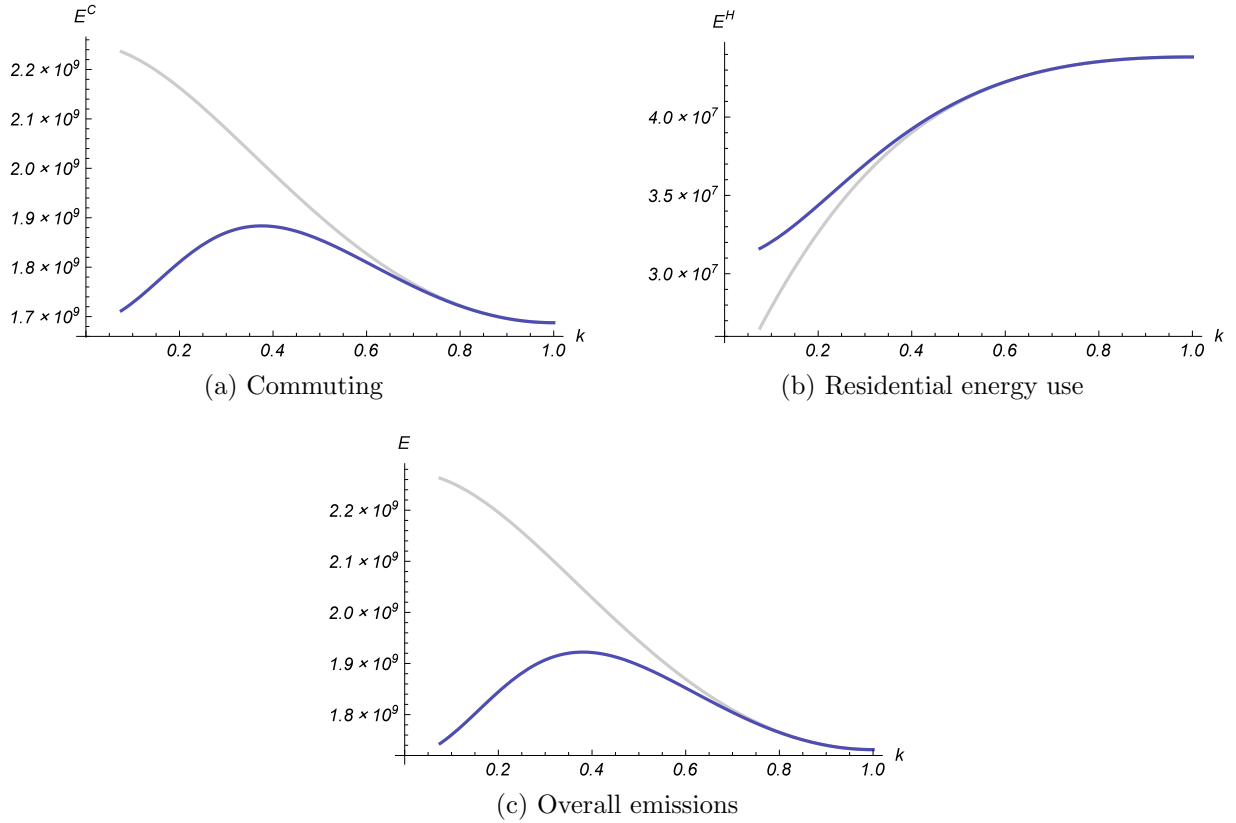 E^C
2.2 × 10^9
2.1 × 10^9
2.0 × 10^9
1.9 × 10^9
1.8 × 10^9
1.7 × 10^9
0.2 0.4 0.6 0.8 1.0 k
(a) Commuting
E^H
4.0 × 10^7
3.5 × 10^7
3.0 × 10^7
0.2 0.4 0.6 0.8 1.0 k
(b) Residential energy use
E
2.2 × 10^9
2.1 × 10^9
2.0 × 10^9
1.9 × 10^9
1.8 × 10^9
0.2 0.4 0.6 0.8 1.0 k
(c) Overall emissions